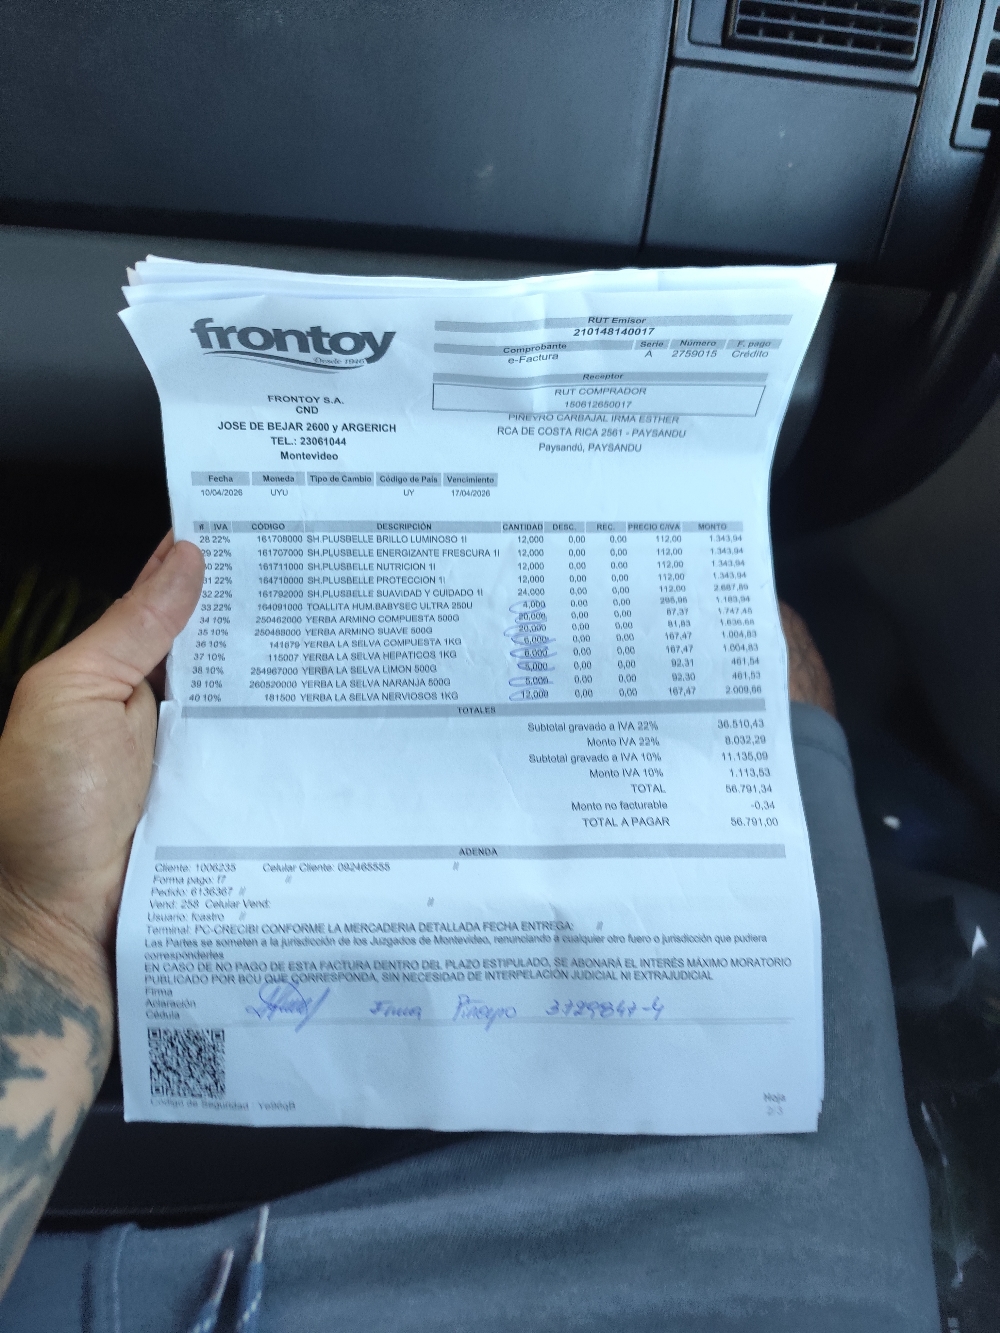 frontoy
Desde 1946
RUT Emisor
210148140017
Comprobante Serie Número F. pago
e-Factura A 2759015 Crédito
Receptor
RUT COMPRADOR
150612650017
PIREYRO CARBAJAL IRMA ESTHER
RCA DE COSTA RICA 2561 - PAYSANDU
Paysandú, PAYSANDU
FRONTOY S.A.
CND
JOSE DE BEJAR 2600 y ARGERICH
TEL.: 23061044
Montevideo
Fecha Moneda Tipo de Cambio Código de País Vencimiento
10/04/2026 UYU UY 17/04/2026
# IVA CÓDIGO DESCRIPCIÓN CANTIDAD DESC. REC. PRECIO C/IVA MONTO
28 22% 161708000 SH.PLUSBELLE BRILLO LUMINOSO 1l 12,000 0,00 0,00 112,00 1.343,94
29 22% 161707000 SH.PLUSBELLE ENERGIZANTE FRESCURA 1l 12,000 0,00 0,00 112,00 1.343,94
30 22% 161711000 SH.PLUSBELLE NUTRICION 1l 12,000 0,00 0,00 112,00 1.343,94
31 22% 164710000 SH.PLUSBELLE PROTECCION 1l 12,000 0,00 0,00 112,00 1.343,94
32 22% 161792000 SH.PLUSBELLE SUAVIDAD Y CUIDADO 1l 24,000 0,00 0,00 112,00 2.687,89
33 22% 164091000 TOALLITA HUM.BABYSEC ULTRA 250U 4,000 0,00 0,00 295,96 1.183,94
34 10% 250462000 YERBA ARMINO COMPUESTA 500G 20,000 0,00 0,00 87,37 1.747,48
35 10% 250488000 YERBA ARMINO SUAVE 500G 20,000 0,00 0,00 81,83 1.636,68
36 10% 141879 YERBA LA SELVA COMPUESTA 1KG 6,000 0,00 0,00 167,47 1.004,83
37 10% 115007 YERBA LA SELVA HEPATICOS 1KG 6,000 0,00 0,00 167,47 1.004,83
38 10% 254967000 YERBA LA SELVA LIMON 500G 5,000 0,00 0,00 92,31 461,54
39 10% 260520000 YERBA LA SELVA NARANJA 500G 5,000 0,00 0,00 92,30 461,53
40 10% 181500 YERBA LA SELVA NERVIOSOS 1KG 12,000 0,00 0,00 167,47 2.009,66
TOTALES
Subtotal gravado a IVA 22% 36.510,43
Monto IVA 22% 8.032,29
Subtotal gravado a IVA 10% 11.135,09
Monto IVA 10% 1.113,53
TOTAL 56.791,34
Monto no facturable -0,34
TOTAL A PAGAR 56.791,00
ADENDA
Cliente: 1006235 Celular Cliente: 092465555 #
Forma pago: f7 #
Pedido: 6136367 #
Vend: 258 Celular Vend: #
Usuario: fcastro #
Terminal: PC-CRECIBI CONFORME LA MERCADERIA DETALLADA FECHA ENTREGA: #
Las Partes se someten a la jurisdicción de los Juzgados de Montevideo, renunciando a cualquier otro fuero o jurisdicción que pudiera
corresponderles
EN CASO DE NO PAGO DE ESTA FACTURA DENTRO DEL PLAZO ESTIPULADO, SE ABONARÁ EL INTERÉS MÁXIMO MORATORIO
PUBLICADO POR BCU QUE CORRESPONDA, SIN NECESIDAD DE INTERPELACIÓN JUDICIAL NI EXTRAJUDICIAL
Firma
Aclaración
Cédula
Irma Piñeyro 3729847-4
Código de Seguridad
Hoja
2/3